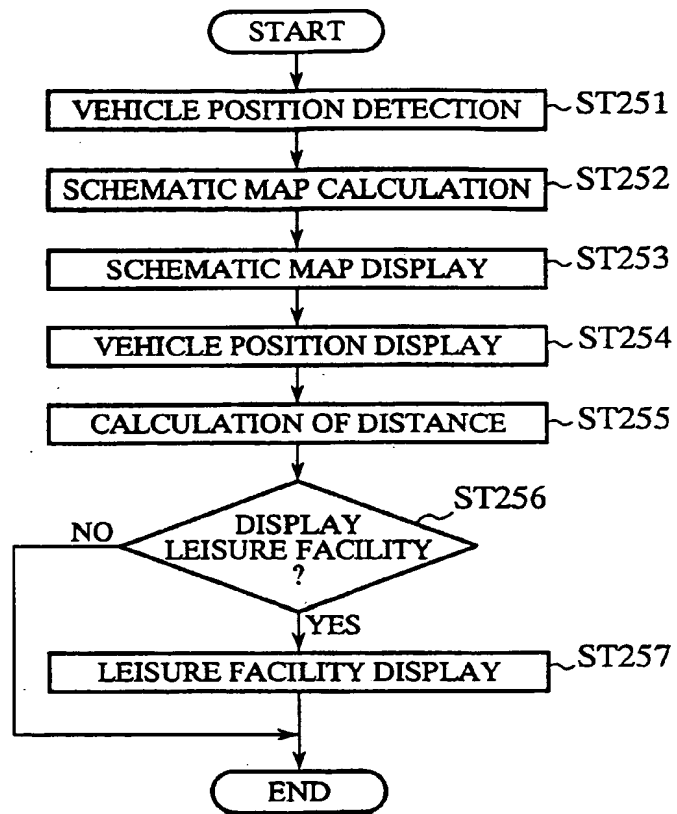 START
VEHICLE POSITION DETECTION
ST251
SCHEMATIC MAP CALCULATION
ST252
SCHEMATIC MAP DISPLAY
ST253
VEHICLE POSITION DISPLAY
ST254
CALCULATION OF DISTANCE
ST255
ST256
NO
DISPLAY
LEISURE FACILITY
?
YES
LEISURE FACILITY DISPLAY
ST257
END